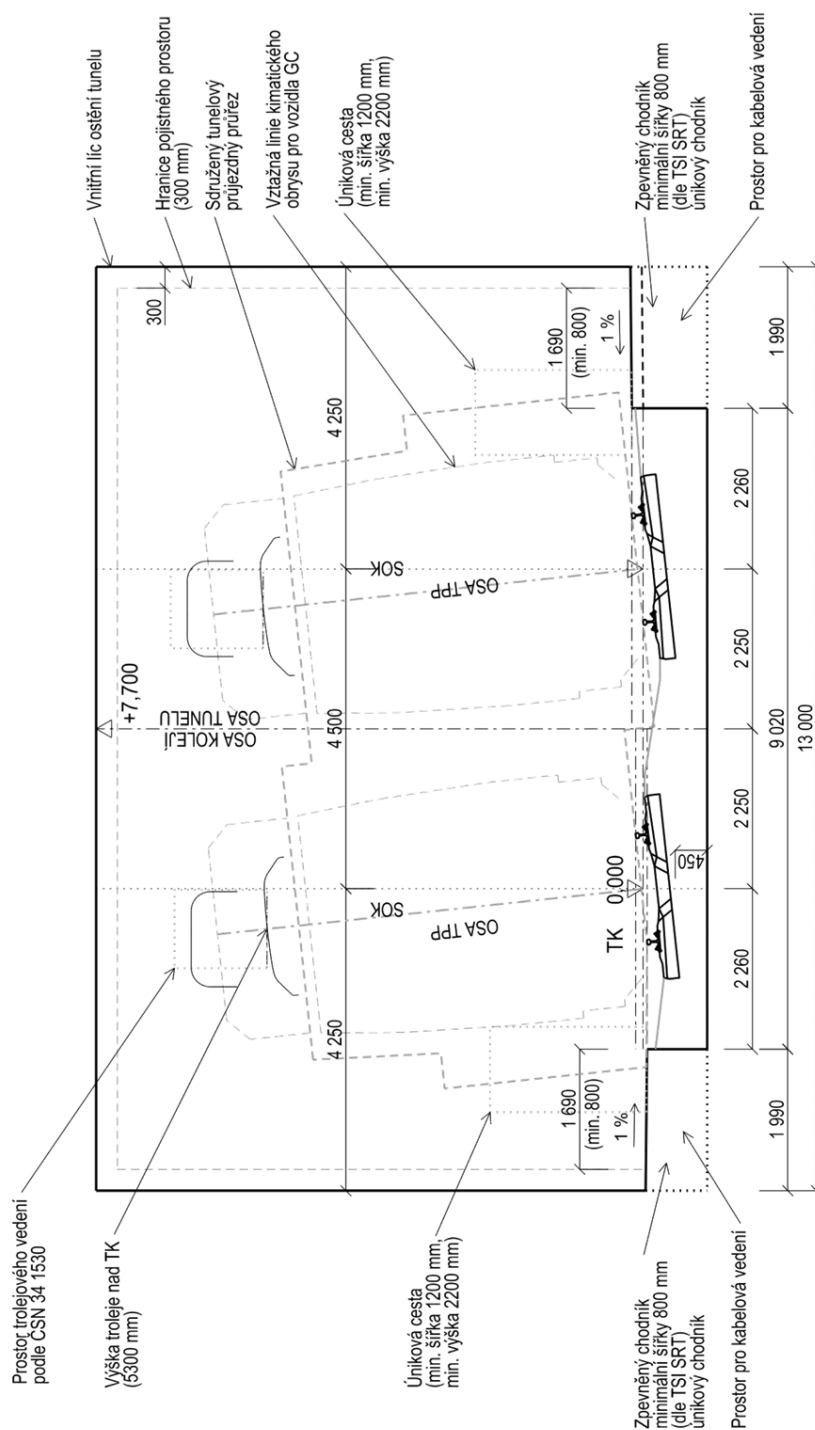 Prostor trolejového vedení
podle ČSN 34 1530
Výška troleje nad TK
(5300 mm)
Úniková cesta
(min. šířka 1200 mm,
min. výška 2200 mm)
Zpevněný chodník
minimální šířky 800 mm
(dle TSI SRT)
únikový chodník
Prostor pro kabelová vedení
Vnitřní líc ostění tunelu
Hranice pojistného prostoru
(300 mm)
Sdružený tunelový
průjezdný průřez
Vztažná linie kimatického
obrysu pro vozidla GC
Úniková cesta
(min. šířka 1200 mm,
min. výška 2200 mm)
Zpevněný chodník
minimální šířky 800 mm
(dle TSI SRT)
únikový chodník
Prostor pro kabelová vedení
+7,700
OSA KOLEJÍ
OSA TUNELU
300
4 250
4 500
4 250
SOK
SOK
OSA TPP
OSA TPP
1 690
(min. 800)
1 %
1 690
(min. 800)
1 %
TK
0,000
450
1 990
2 260
2 250
2 250
2 260
1 990
9 020
13 000